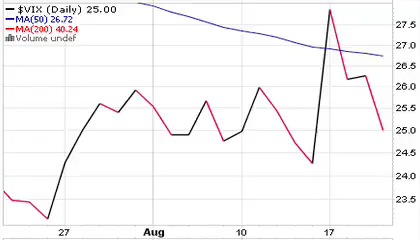 $VIX (Daily) 25.00
MA(50) 26.72
MA(200) 40.24
Volume undef
27.5
27.0
26.5
26.0
25.5
25.0
24.5
24.0
23.5
27 Aug 10 17